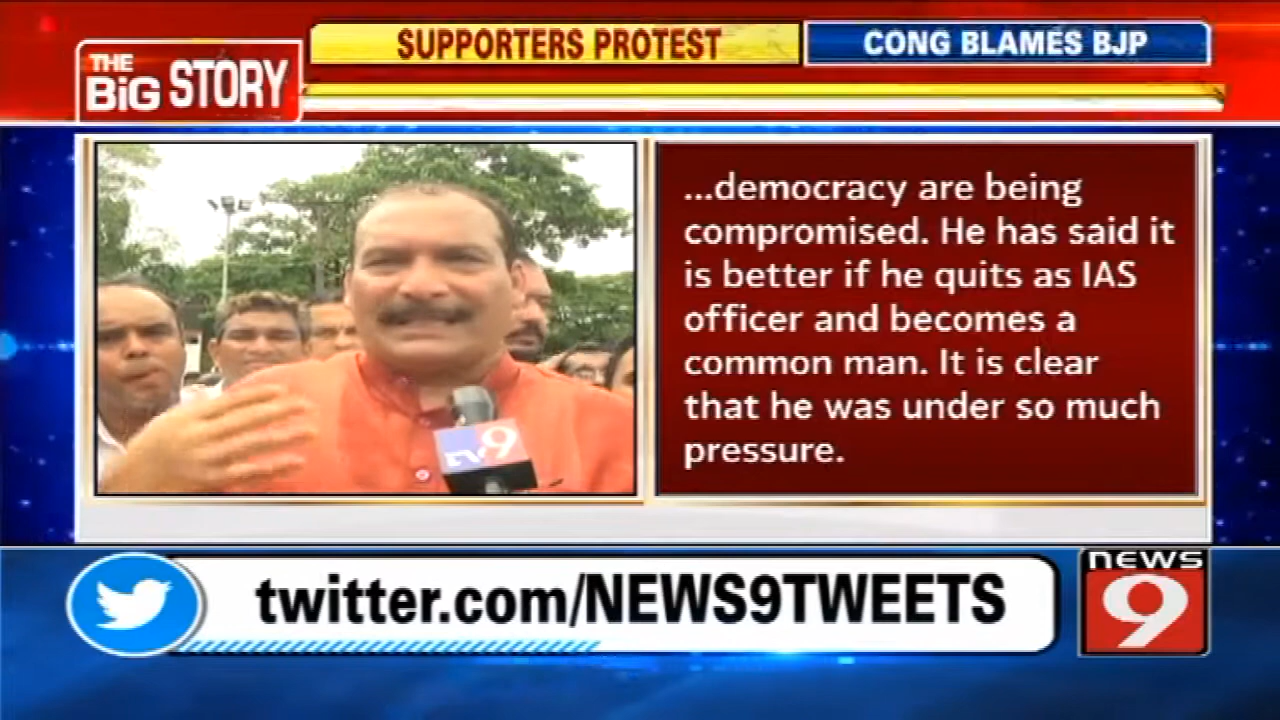 THE
BiG STORY
SUPPORTERS PROTEST
CONG BLAMES BJP
...democracy are being
compromised. He has said it
is better if he quits as IAS
officer and becomes a
common man. It is clear
that he was under so much
pressure.
TV9
twitter.com/NEWS9TWEETS
NEWS
9